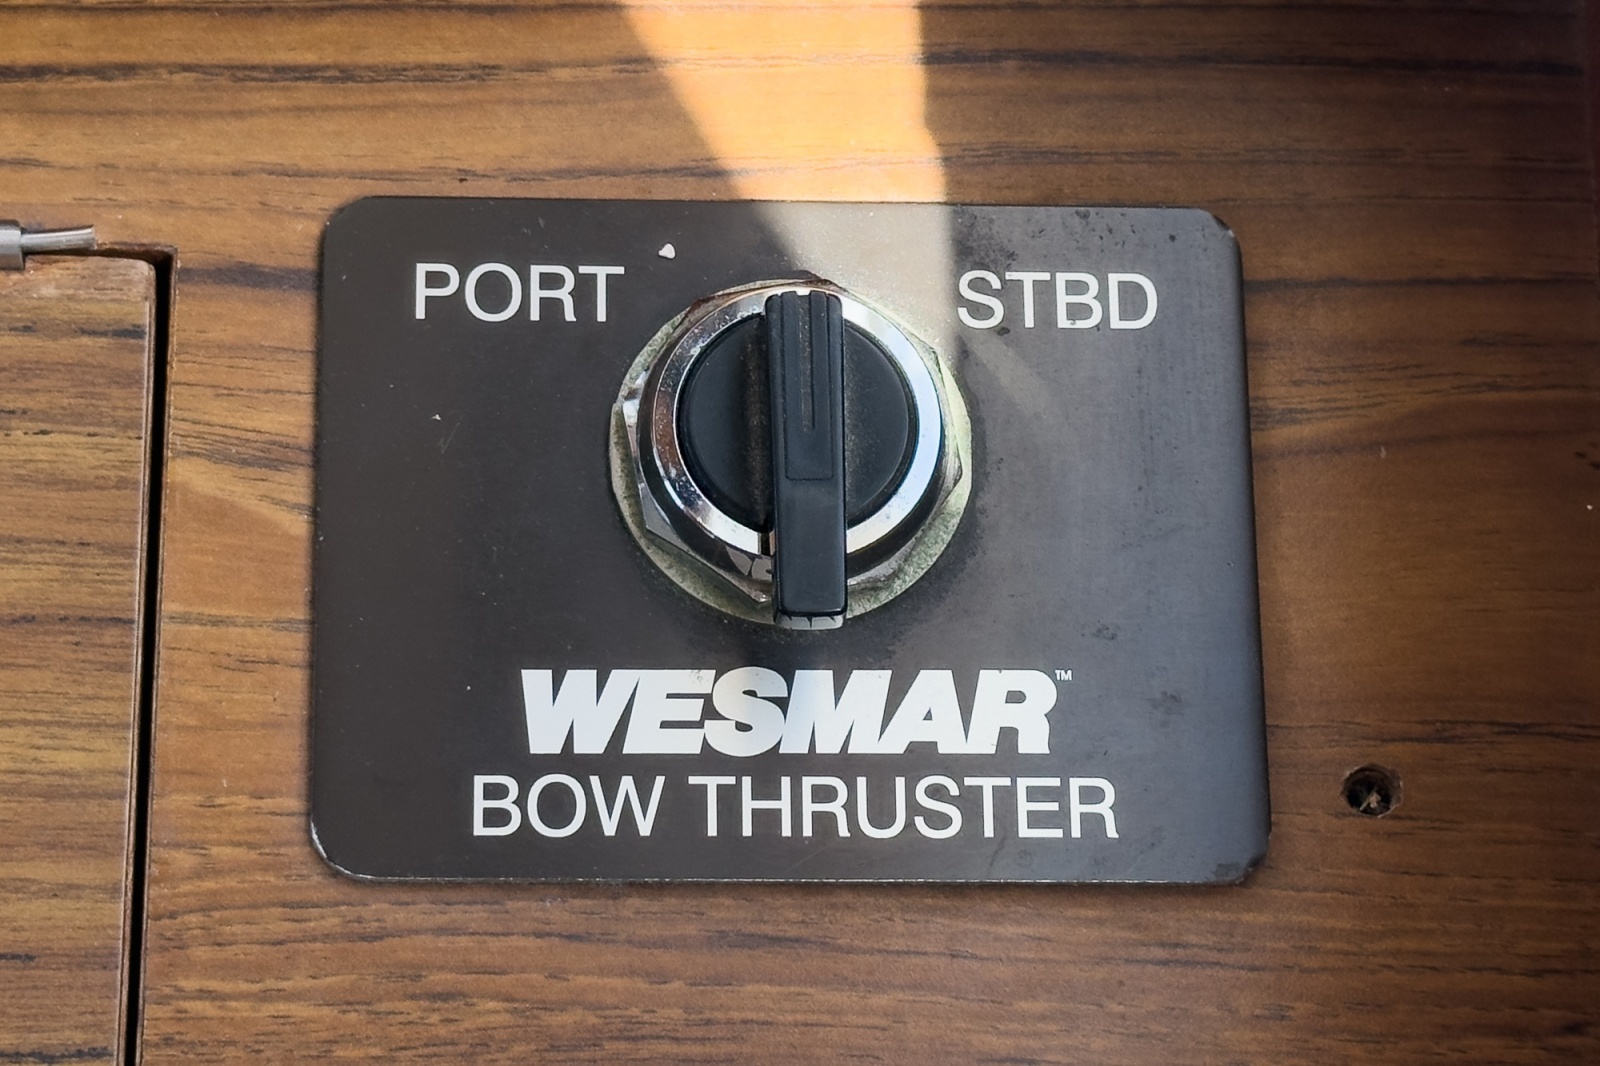 PORT STBD
WESMAR™
BOW THRUSTER